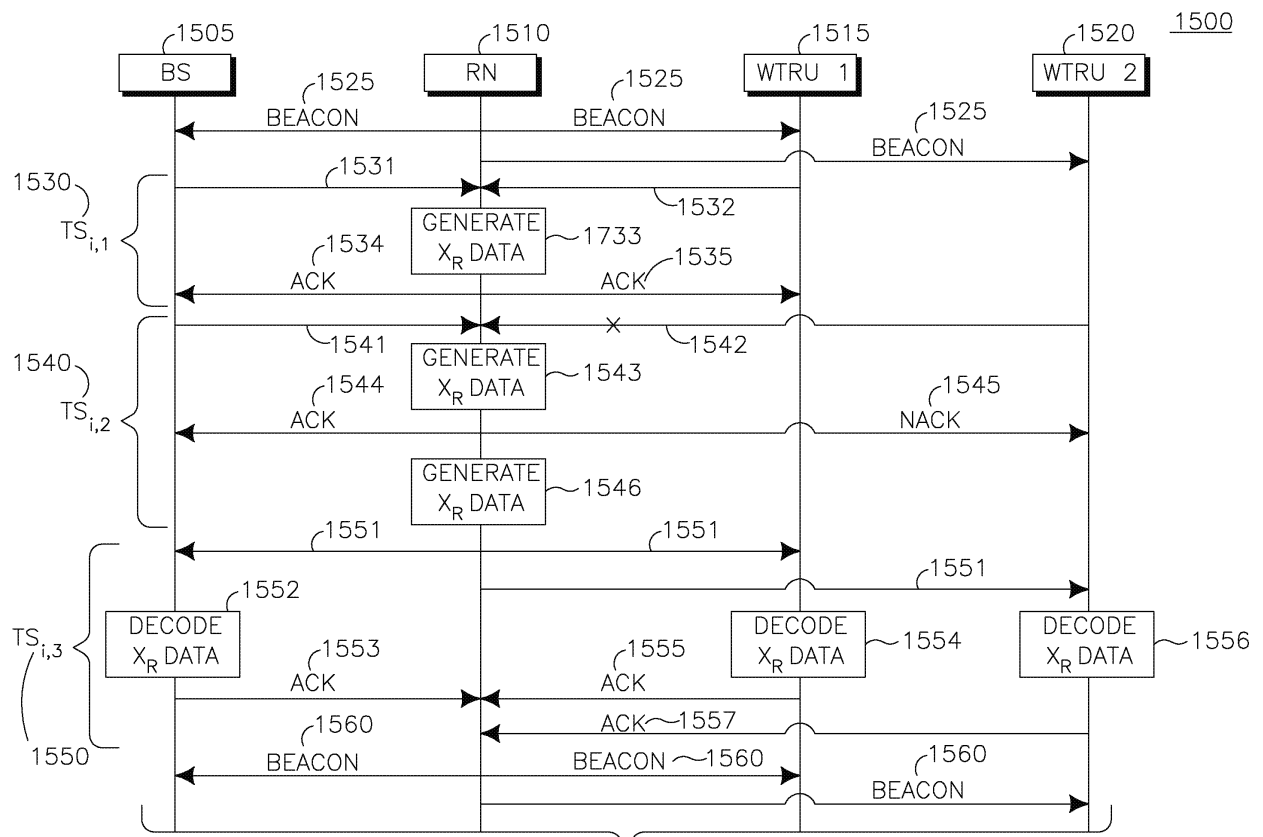 1500
1505 1510 1515 1520
BS RN WTRU 1 WTRU 2
1525 1525 1525
BEACON BEACON
BEACON
1530 1531
1532
TS i,1
GENERATE
X R DATA
1733
1534 1535
ACK ACK
1541 1542
1540
GENERATE
X R DATA
1543
TS i,2
1544 1545
ACK NACK
GENERATE
X R DATA
1546
1551 1551
1551
1552
TS i,3
DECODE
X R DATA
DECODE
X R DATA
1554
DECODE
X R DATA
1556
1553 1555
ACK ACK
ACK 1557
1550
1560 1560
BEACON BEACON 1560
BEACON